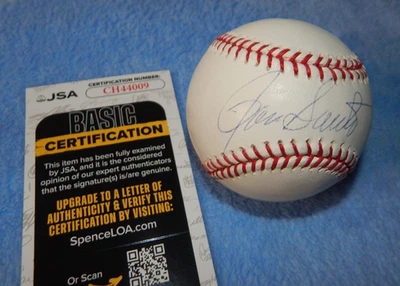 JSA
CERTIFICATION NUMBER:
CH44009
BASIC
CERTIFICATION
This item has been fully examined
by JSA, and it is the considered
opinion of our expert authenticators
that the signature(s) is/are genuine.
UPGRADE TO A LETTER OF
AUTHENTICITY & VERIFY THIS
CERTIFICATION BY VISITING:
SpenceLOA.com
Or Scan
Ron Santo